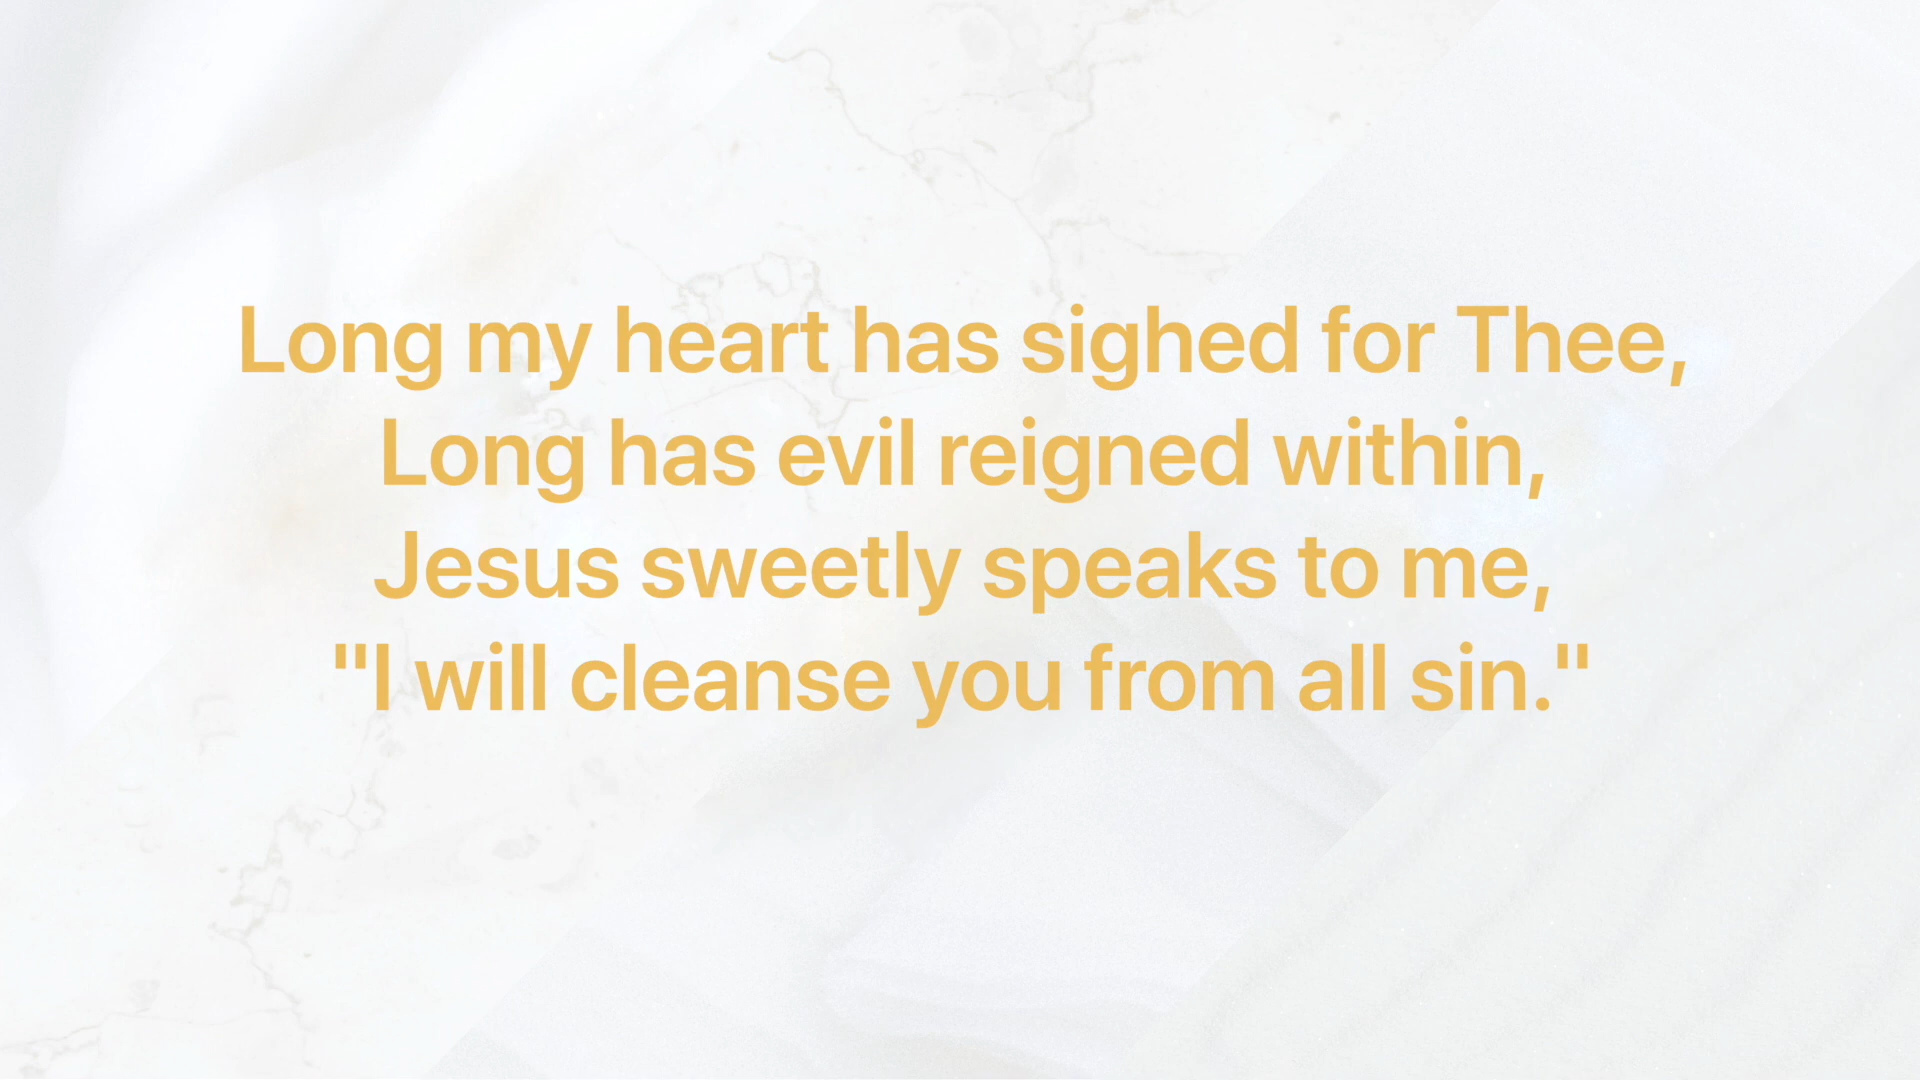 Long my heart has sighed for Thee,
Long has evil reigned within,
Jesus sweetly speaks to me,
"I will cleanse you from all sin."